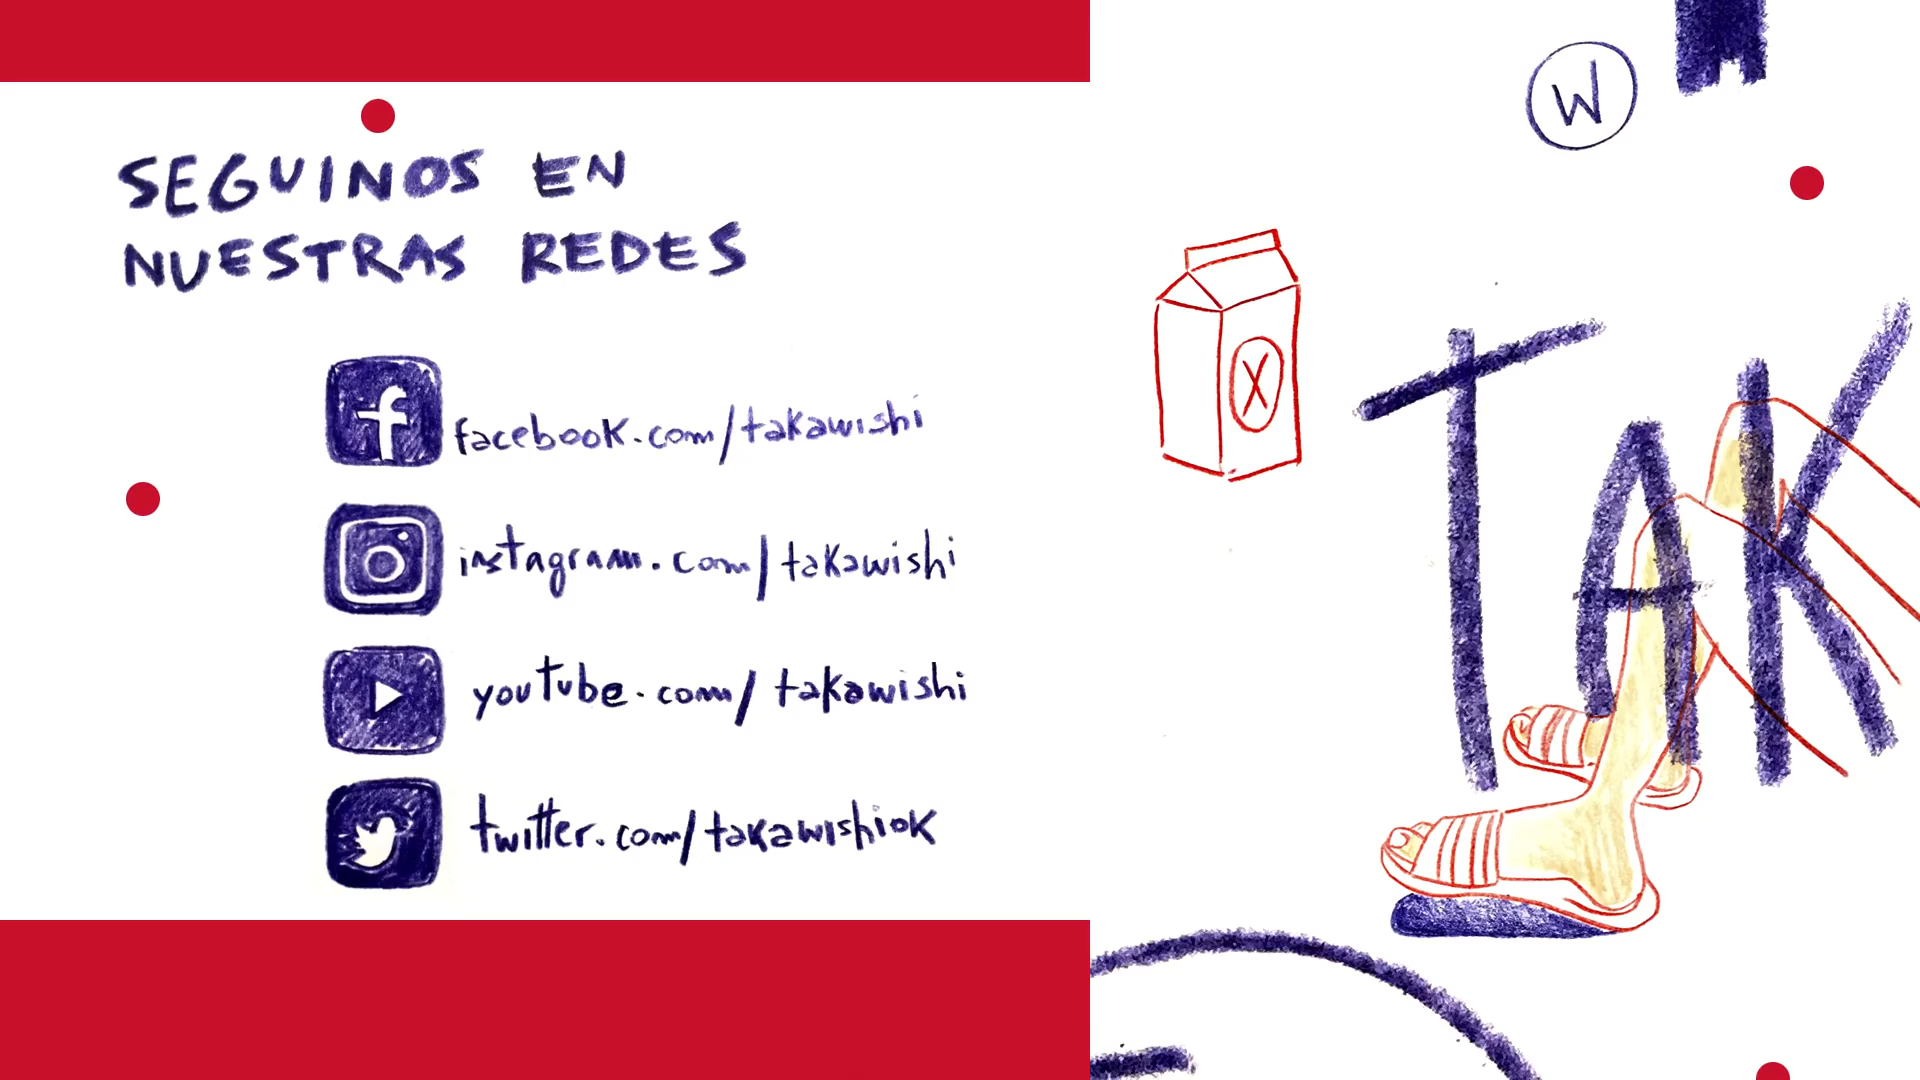 SEGUINOS EN
NUESTRAS REDES
facebook.com/takawishi
instagram.com/takawishi
youtube.com/takawishi
twitter.com/takawishiok
W
X
TAK